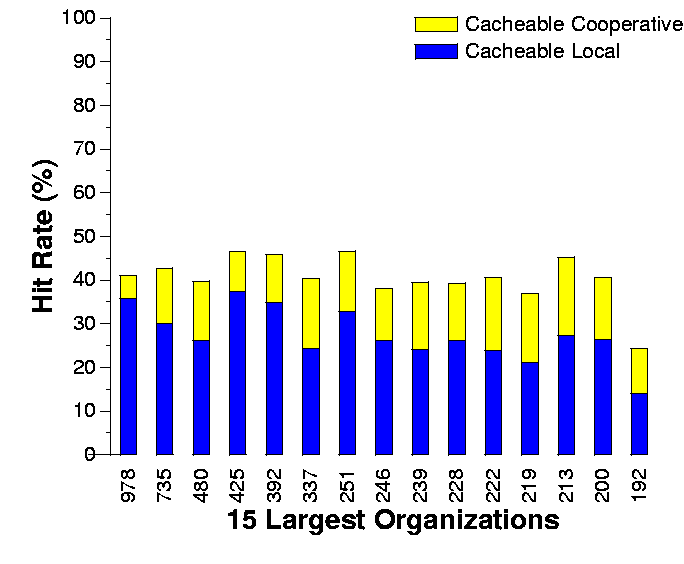 100
90
80
70
60
50
40
30
20
10
0
Hit Rate (%)
Cacheable Cooperative
Cacheable Local
978 735 480 425 392 337 251 246 239 228 222 219 213 200 192
15 Largest Organizations